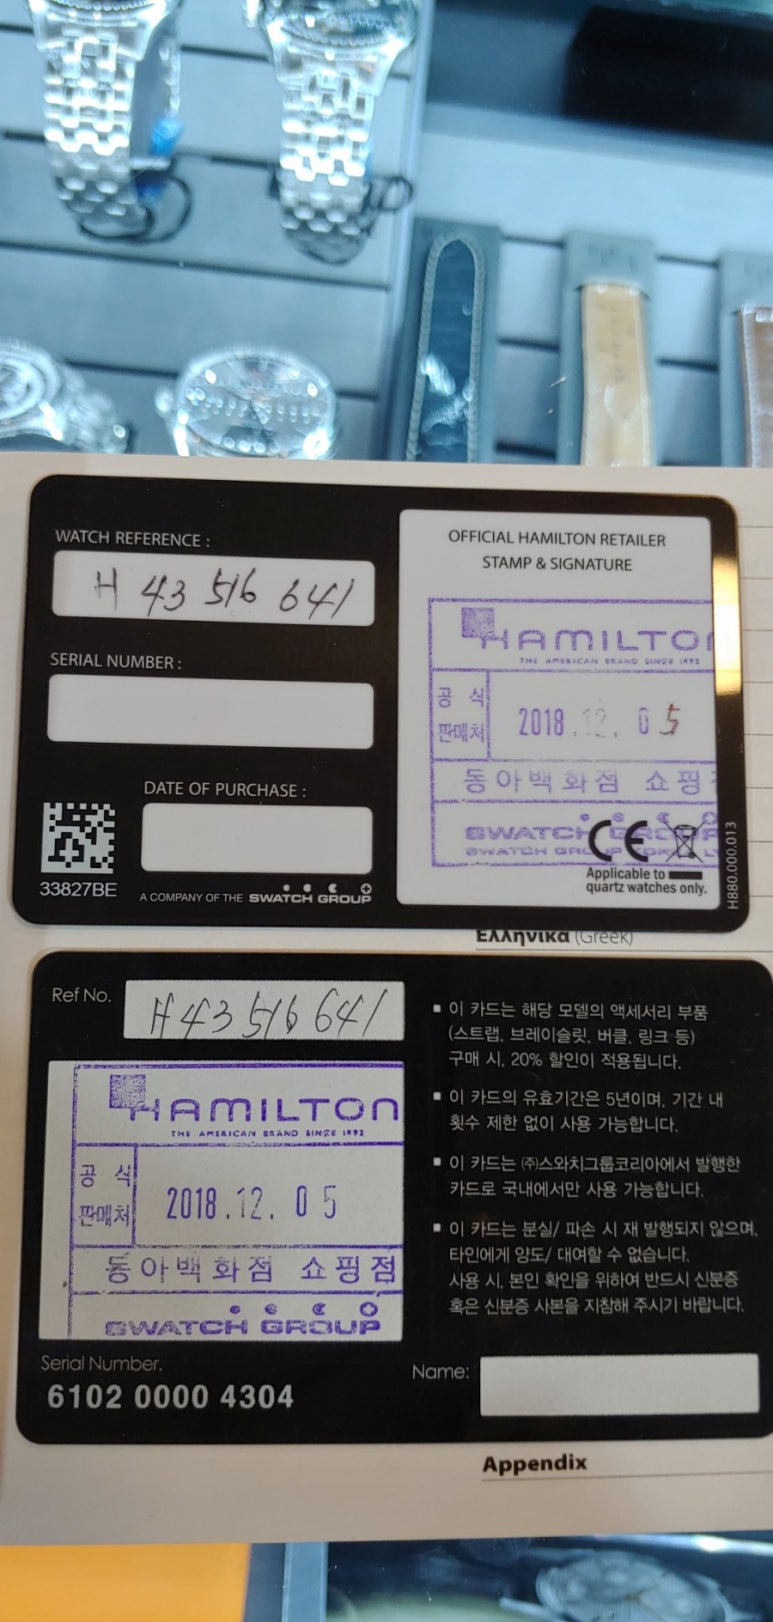 WATCH REFERENCE :
H 43 516 641
SERIAL NUMBER :
DATE OF PURCHASE :
33827BE
A COMPANY OF THE SWATCH GROUP
OFFICIAL HAMILTON RETAILER
STAMP & SIGNATURE
HAMILTON
THE AMERICAN BRAND SINCE 1892
공식
판매처
2018.12.05
동아백화점 쇼핑
SWATCH GROUP
SWATCH GROUP
CE
Applicable to
quartz watches only.
H880.000.013
Ελληνικά (Greek)
Ref No.
H 43 516 641
HAMILTON
THE AMERICAN BRAND SINCE 1892
공식
판매처
2018.12.05
동아백화점 쇼핑점
SWATCH GROUP
Serial Number.
6102 0000 4304
▪ 이 카드는 해당 모델의 액세서리 부품
(스트랩, 브레이슬릿, 버클, 링크 등)
구매 시, 20% 할인이 적용됩니다.
▪ 이 카드의 유효기간은 5년이며, 기간 내
횟수 제한 없이 사용 가능합니다.
▪ 이 카드는 ㈜스와치그룹코리아에서 발행한
카드로 국내에서만 사용 가능합니다.
▪ 이 카드는 분실/ 파손 시 재 발행되지 않으며,
타인에게 양도/ 대여할 수 없습니다.
사용 시, 본인 확인을 위하여 반드시 신분증
혹은 신분증 사본을 지참해 주시기 바랍니다.
Name:
Appendix